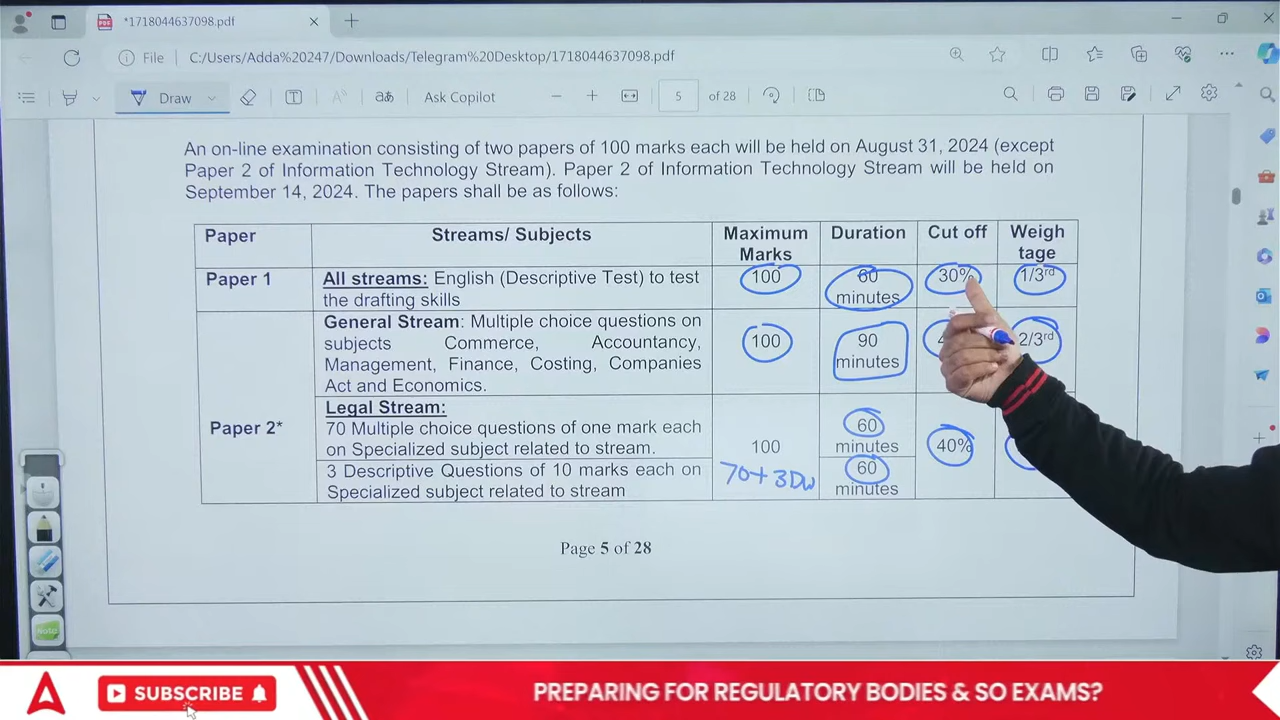 *1718044637098.pdf
File C:/Users/Adda%20247/Downloads/Telegram%20Desktop/1718044637098.pdf
Draw Ask Copilot 5 of 28
An on-line examination consisting of two papers of 100 marks each will be held on August 31, 2024 (except
Paper 2 of Information Technology Stream). Paper 2 of Information Technology Stream will be held on
September 14, 2024. The papers shall be as follows:
Paper Streams/ Subjects Maximum Marks Duration Cut off Weigh tage
Paper 1 All streams: English (Descriptive Test) to test 100 60 30% 1/3rd
the drafting skills minutes
General Stream: Multiple choice questions on
subjects Commerce, Accountancy, 100 90 2/3rd
Management, Finance, Costing, Companies minutes
Act and Economics.
Legal Stream:
Paper 2* 70 Multiple choice questions of one mark each 60
on Specialized subject related to stream. 100 minutes 40%
3 Descriptive Questions of 10 marks each on 70+3DW 60
Specialized subject related to stream minutes
Page 5 of 28
Note
SUBSCRIBE
PREPARING FOR REGULATORY BODIES & SO EXAMS?